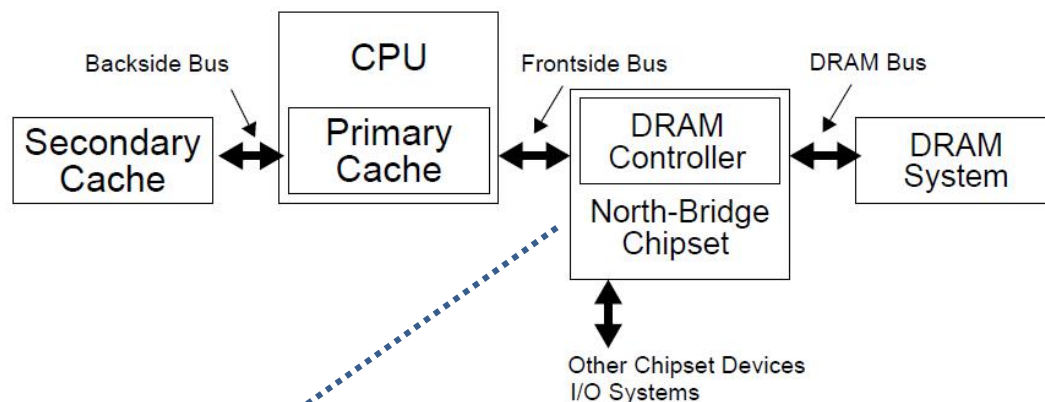 Backside Bus
CPU
Frontside Bus
DRAM Bus
Secondary
Cache
Primary
Cache
DRAM
Controller
North-Bridge
Chipset
DRAM
System
Other Chipset Devices
I/O Systems